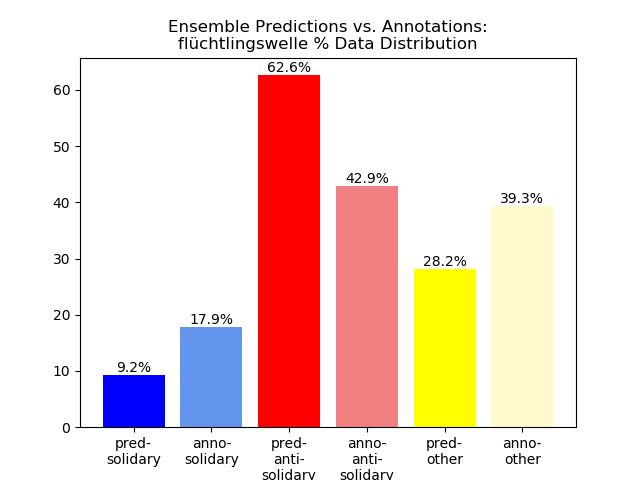 Ensemble Predictions vs. Annotations:
flüchtlingswelle % Data Distribution
62.6%
42.9%
39.3%
28.2%
17.9%
9.2%
60
50
40
30
20
10
0
pred-
solidary
anno-
solidary
pred-
anti-
solidary
anno-
anti-
solidary
pred-
other
anno-
other